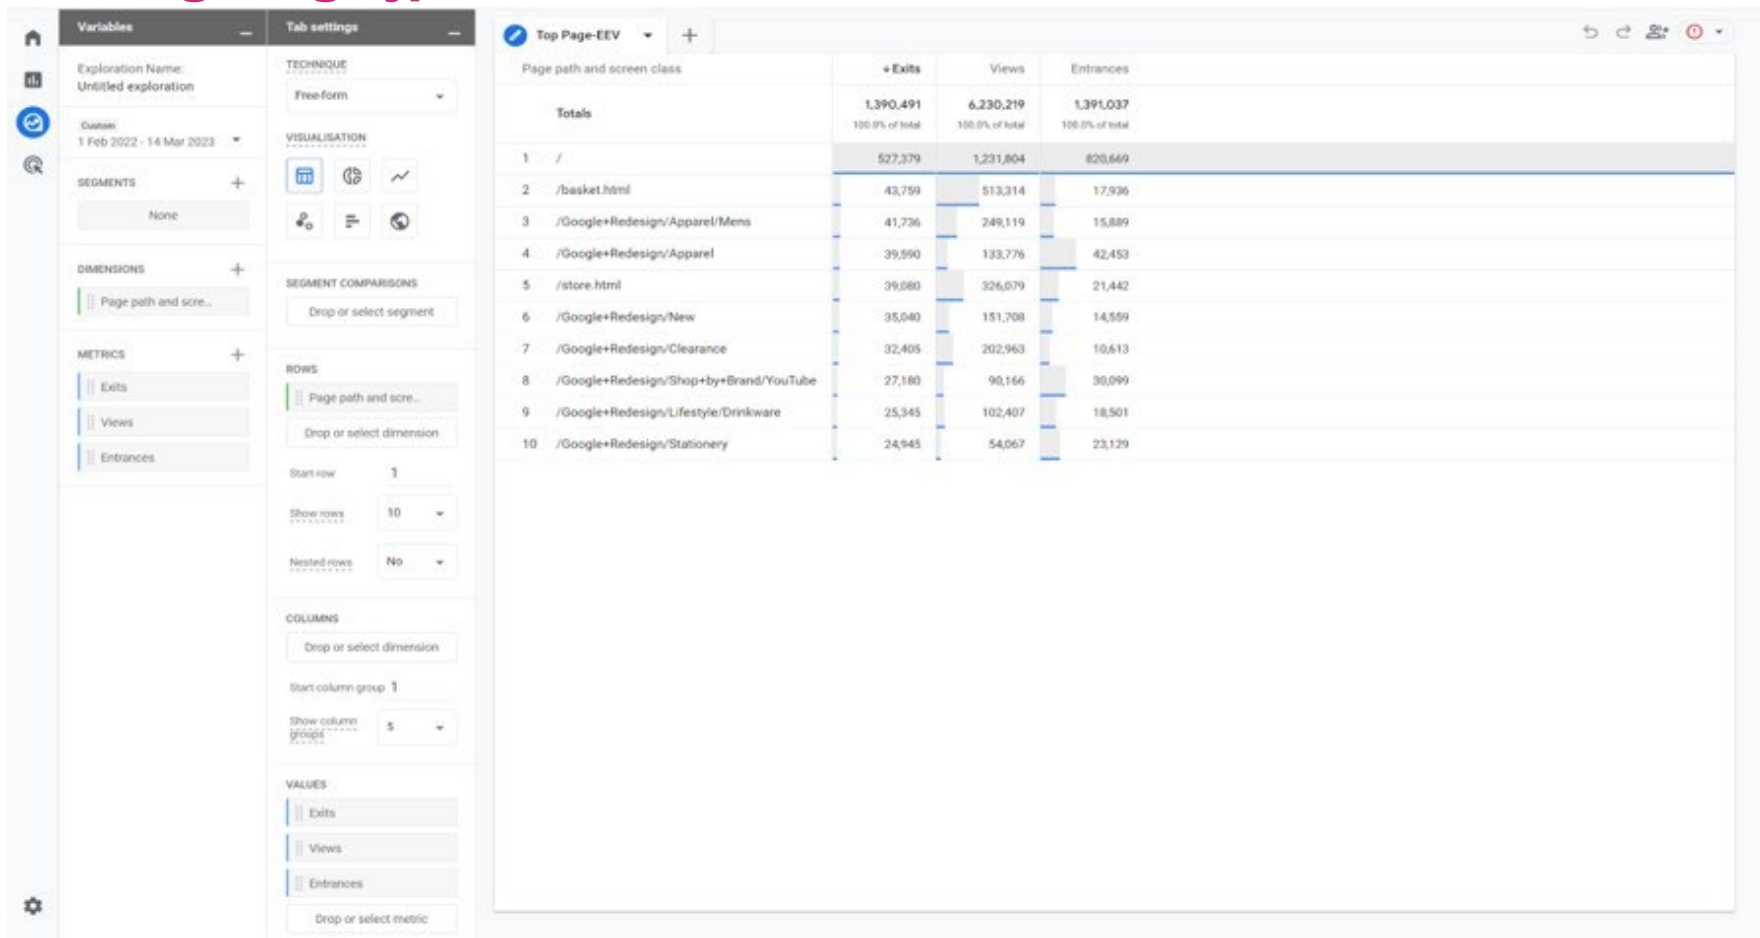 Variables
Exploration Name:
Untitled exploration
Custom
1 Feb 2022 - 14 Mar 2023
SEGMENTS
None
DIMENSIONS
Page path and scre...
METRICS
Exits
Views
Entrances
Tab settings
TECHNIQUE
Free-form
VISUALISATION
SEGMENT COMPARISONS
Drop or select segment
ROWS
Page path and scre...
Drop or select dimension
Start row 1
Show rows 10
Nested rows No
COLUMNS
Drop or select dimension
Start column group 1
Show column groups 5
VALUES
Exits
Views
Entrances
Drop or select metric
Top Page-EEV
Page path and screen class ↓Exits Views Entrances
Totals 1,390,491 6,230,219 1,391,037
100.0% of total 100.0% of total 100.0% of total
1 / 527,379 1,231,804 820,669
2 /basket.html 43,759 513,314 17,936
3 /Google+Redesign/Apparel/Mens 41,736 249,119 15,889
4 /Google+Redesign/Apparel 39,590 133,776 42,453
5 /store.html 39,080 326,079 21,442
6 /Google+Redesign/New 35,040 151,708 14,559
7 /Google+Redesign/Clearance 32,405 202,963 10,613
8 /Google+Redesign/Shop+by+Brand/YouTube 27,180 90,166 30,099
9 /Google+Redesign/Lifestyle/Drinkware 25,345 102,407 18,501
10 /Google+Redesign/Stationery 24,945 54,067 23,129